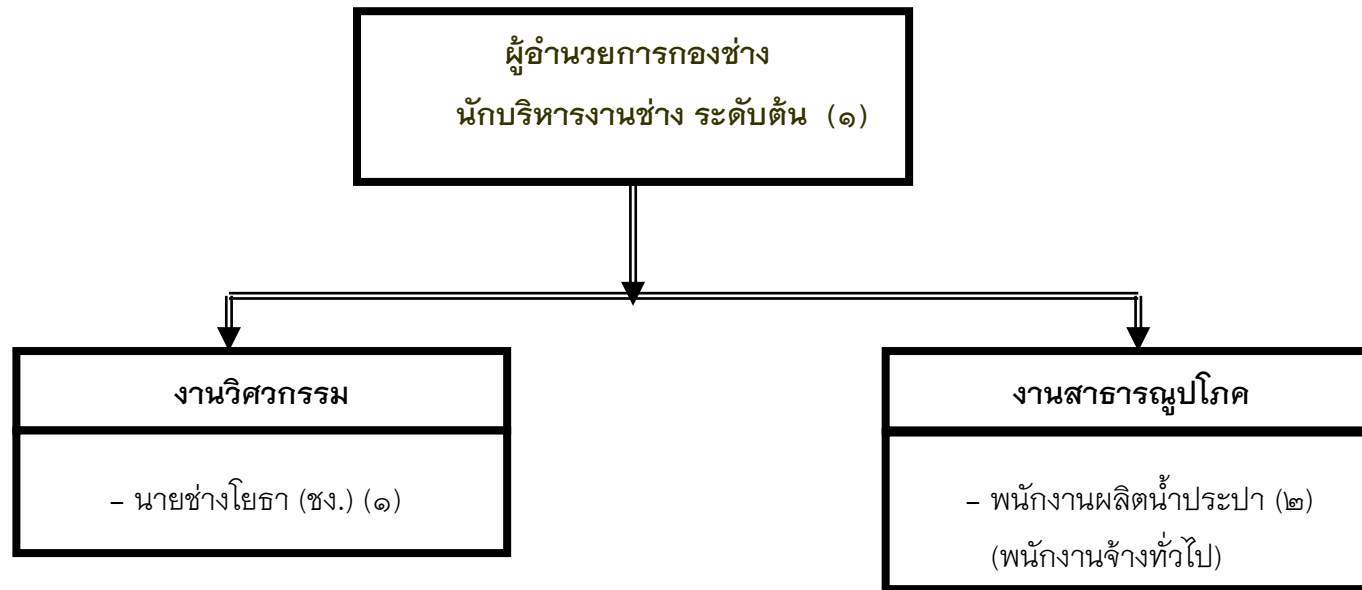 ผู้อำนวยการกองช่าง
นักบริหารงานช่าง ระดับต้น (๑)
งานวิศวกรรม
– นายช่างโยธา (ชง.) (๑)
งานสาธารณูปโภค
– พนักงานผลิตน้ำประปา (๒)
(พนักงานจ้างทั่วไป)